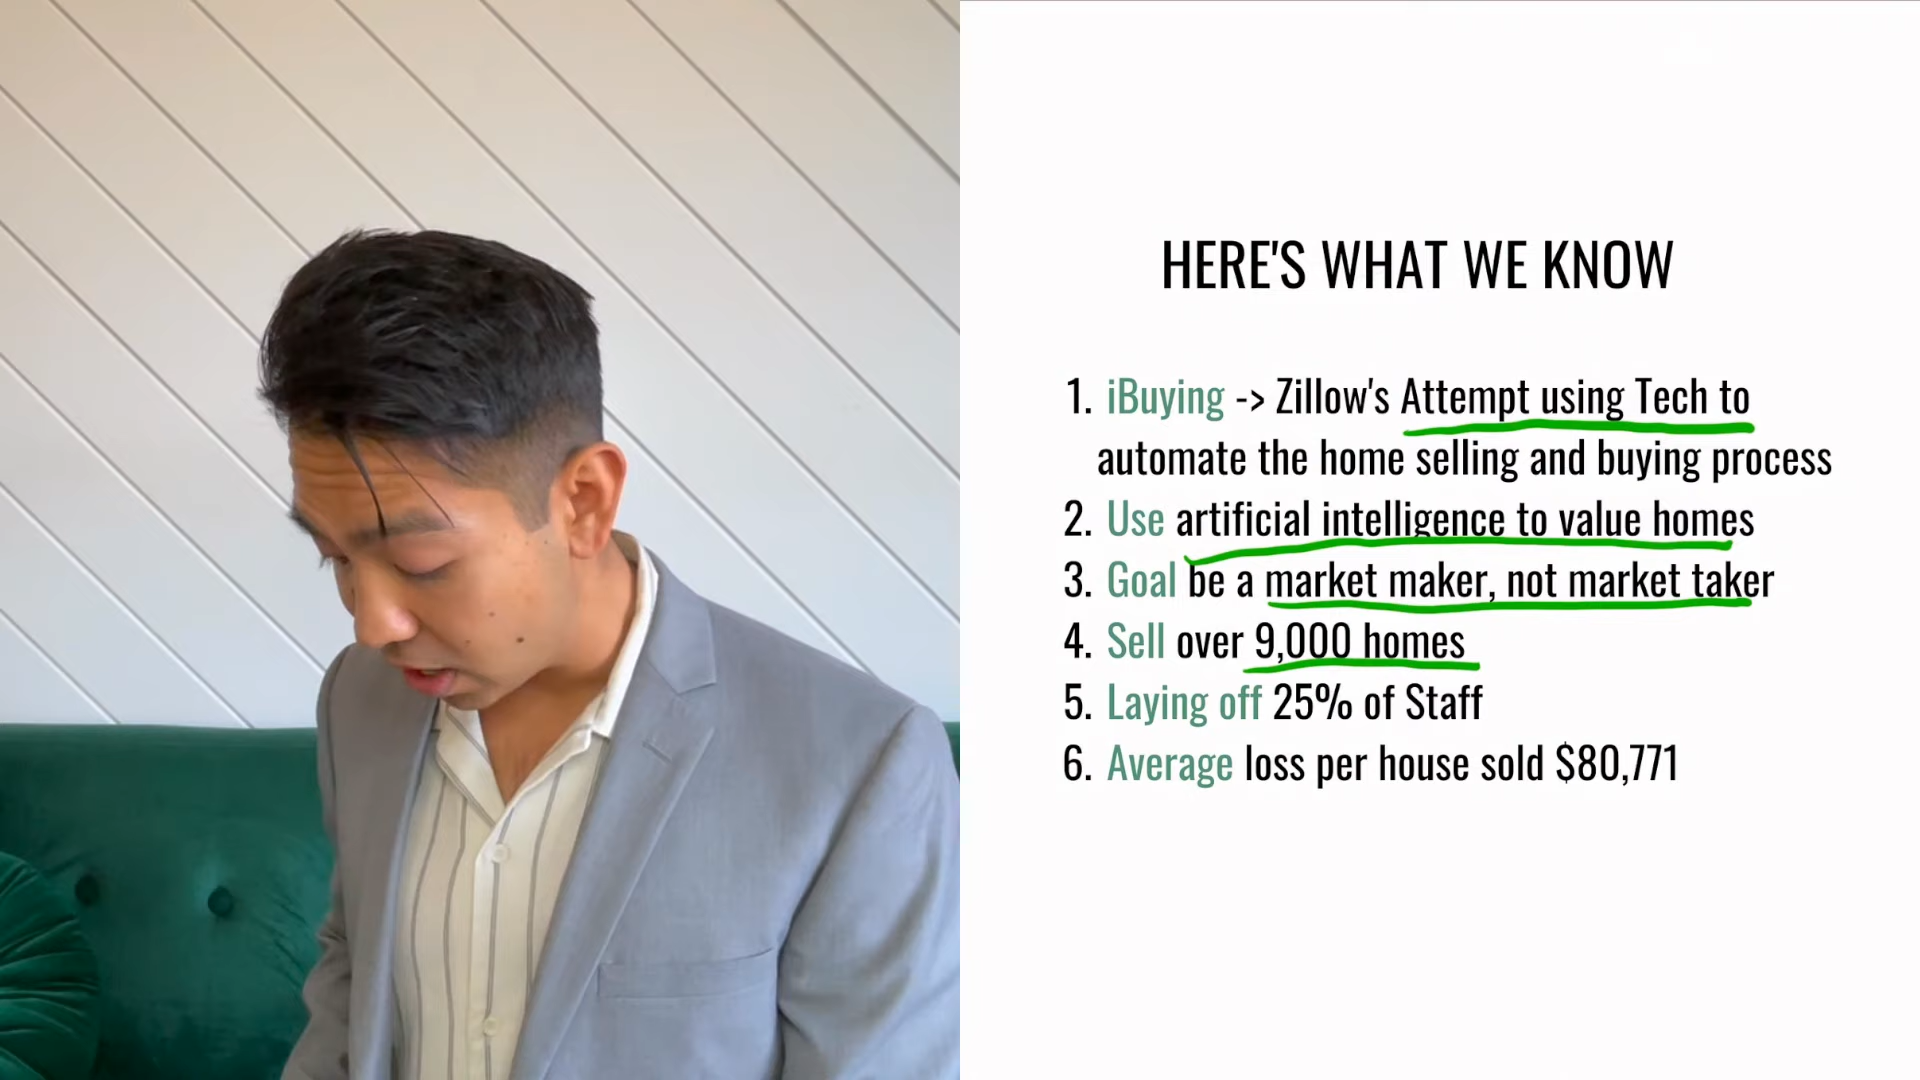 HERE'S WHAT WE KNOW
1. iBuying -> Zillow's Attempt using Tech to
automate the home selling and buying process
2. Use artificial intelligence to value homes
3. Goal be a market maker, not market taker
4. Sell over 9,000 homes
5. Laying off 25% of Staff
6. Average loss per house sold $80,771